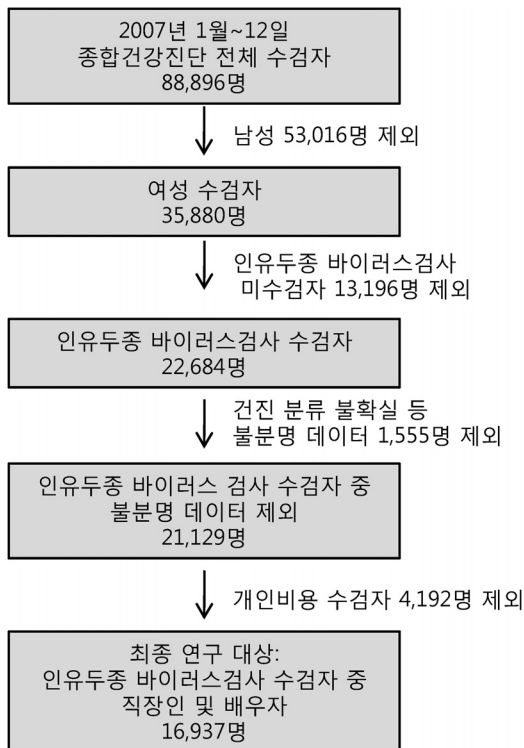 2007년 1월~12일
종합건강진단 전체 수검자
88,896명
남성 53,016명 제외
여성 수검자
35,880명
인유두종 바이러스검사
미수검자 13,196명 제외
인유두종 바이러스검사 수검자
22,684명
건진 분류 불확실 등
불분명 데이터 1,555명 제외
인유두종 바이러스 검사 수검자 중
불분명 데이터 제외
21,129명
개인비용 수검자 4,192명 제외
최종 연구 대상:
인유두종 바이러스검사 수검자 중
직장인 및 배우자
16,937명